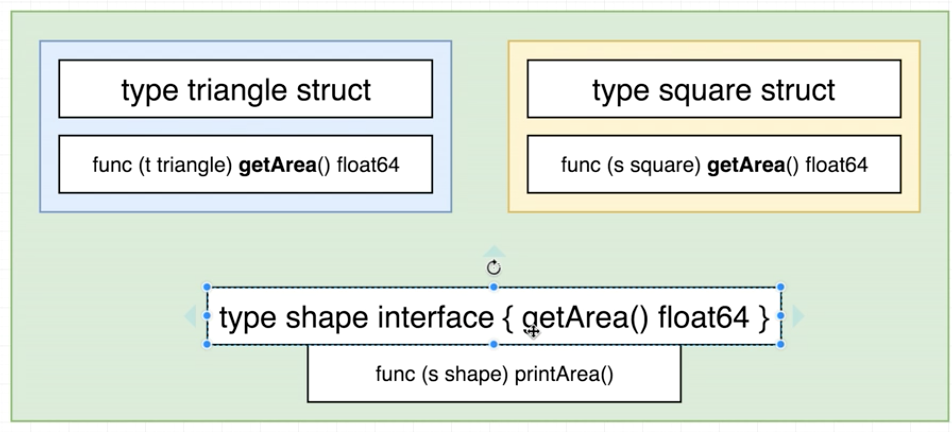 type triangle struct
func (t triangle) getArea() float64
type square struct
func (s square) getArea() float64
type shape interface { getArea() float64 }
func (s shape) printArea()